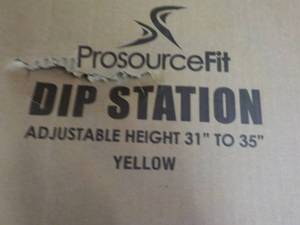 ProsourceFit
DIP STATION
ADJUSTABLE HEIGHT 31" TO 35"
YELLOW